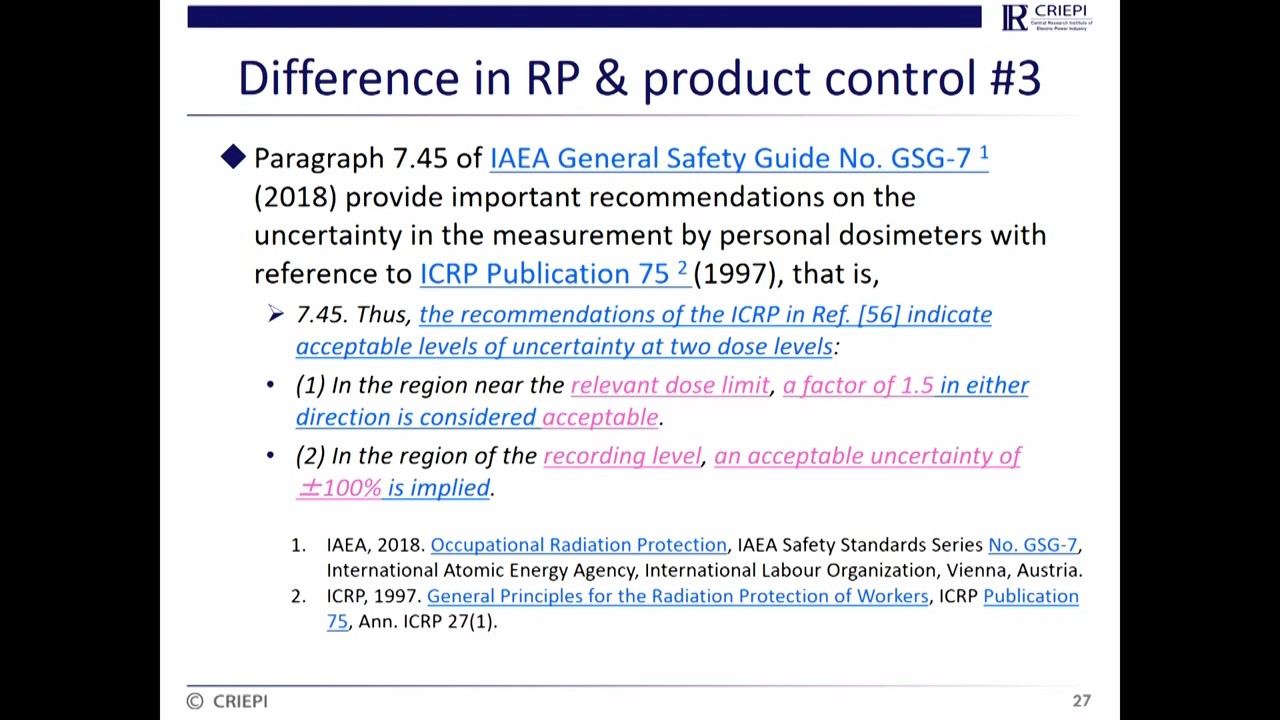 CRIEPI
Central Research Institute of
Electric Power Industry
Difference in RP & product control #3
◆ Paragraph 7.45 of IAEA General Safety Guide No. GSG-7 1
(2018) provide important recommendations on the
uncertainty in the measurement by personal dosimeters with
reference to ICRP Publication 75 2 (1997), that is,
➢ 7.45. Thus, the recommendations of the ICRP in Ref. [56] indicate
acceptable levels of uncertainty at two dose levels:
• (1) In the region near the relevant dose limit, a factor of 1.5 in either
direction is considered acceptable.
• (2) In the region of the recording level, an acceptable uncertainty of
±100% is implied.
1. IAEA, 2018. Occupational Radiation Protection, IAEA Safety Standards Series No. GSG-7,
International Atomic Energy Agency, International Labour Organization, Vienna, Austria.
2. ICRP, 1997. General Principles for the Radiation Protection of Workers, ICRP Publication
75, Ann. ICRP 27(1).
© CRIEPI
27